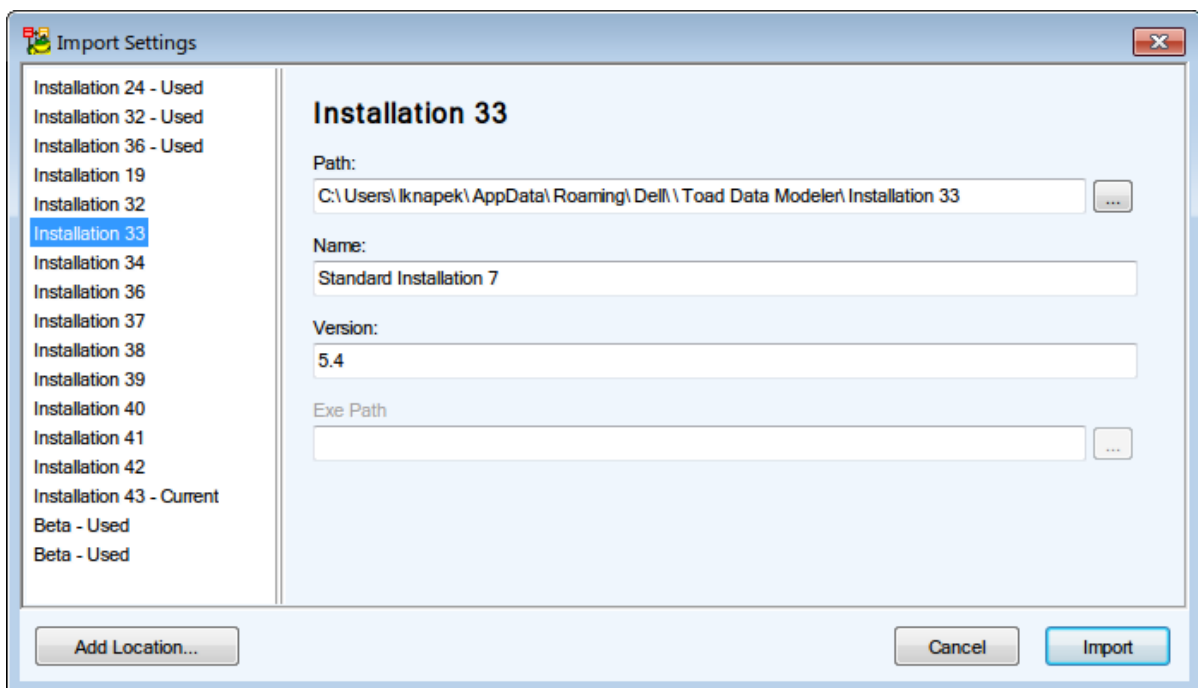 Import Settings
Installation 24 - Used
Installation 32 - Used
Installation 36 - Used
Installation 19
Installation 32
Installation 33
Installation 34
Installation 36
Installation 37
Installation 38
Installation 39
Installation 40
Installation 41
Installation 42
Installation 43 - Current
Beta - Used
Beta - Used
Installation 33
Path:
C:\Users\lknapek\AppData\Roaming\Dell\\Toad Data Modeler\Installation 33
...
Name:
Standard Installation 7
Version:
5.4
Exe Path
...
Add Location...
Cancel
Import